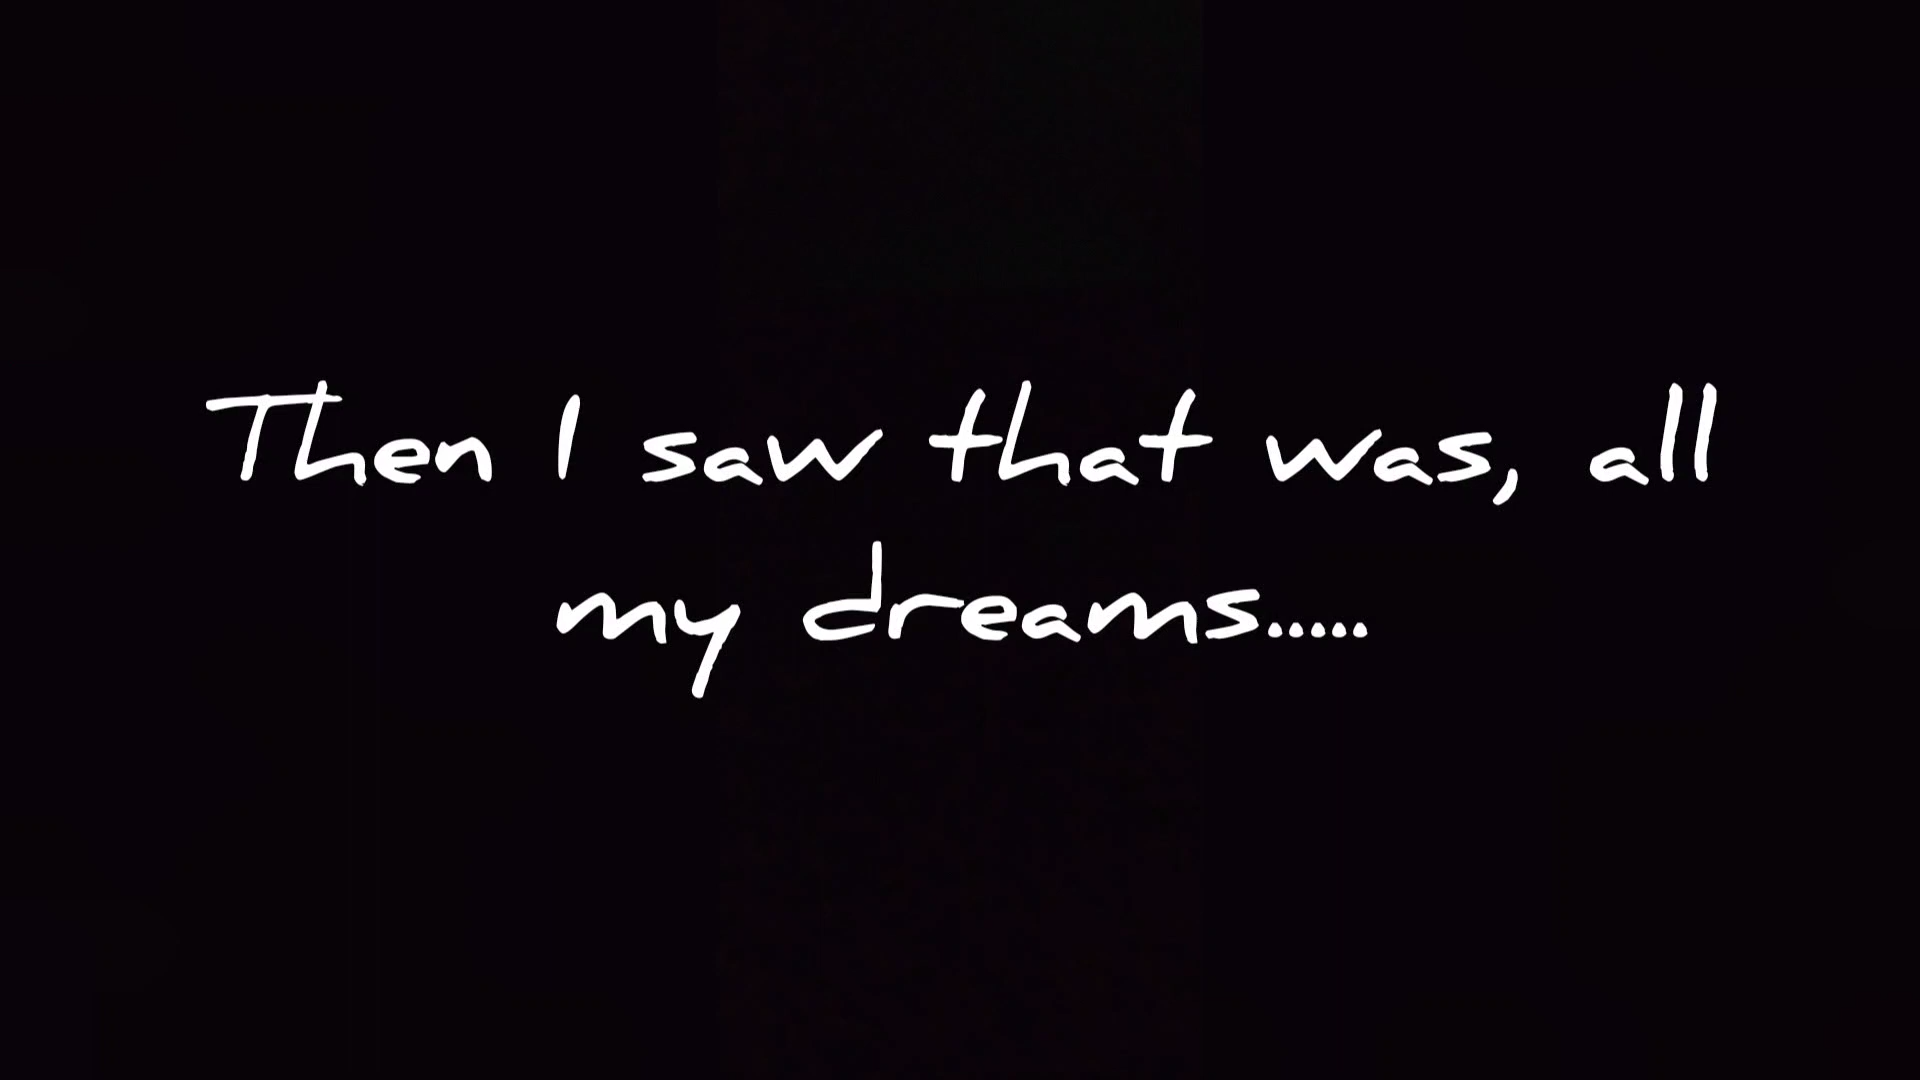 Then I saw that was, all
my dreams.....